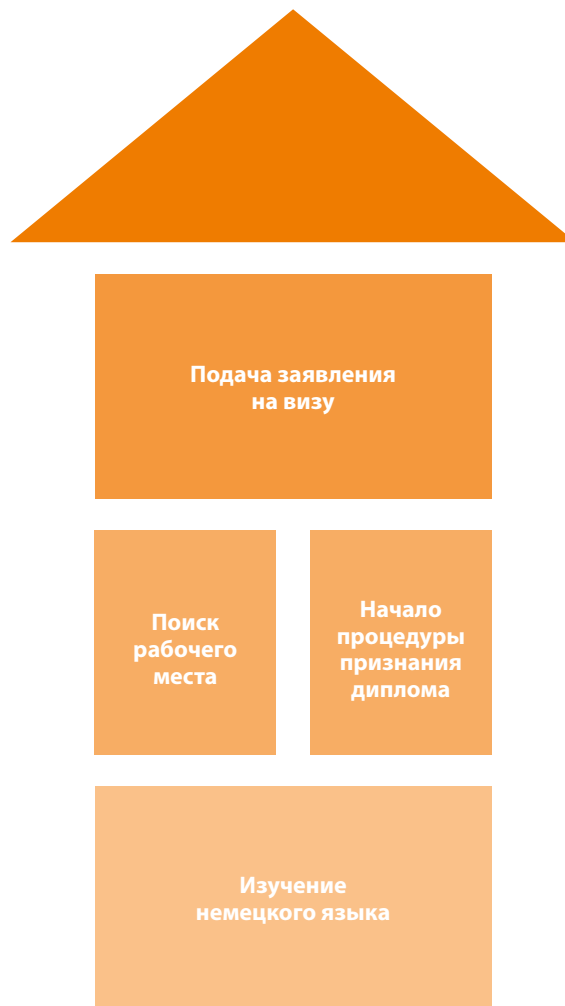 Подача заявления
на визу
Поиск
рабочего
места
Начало
процедуры
признания
диплома
Изучение
немецкого языка